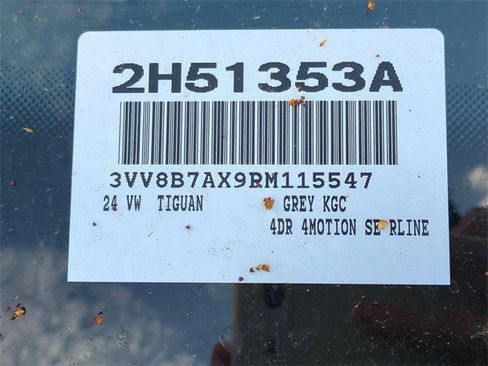 2H51353A
3VV8B7AX9RM115547
24 VW TIGUAN GREY KGC
4DR 4MOTION SE RLINE